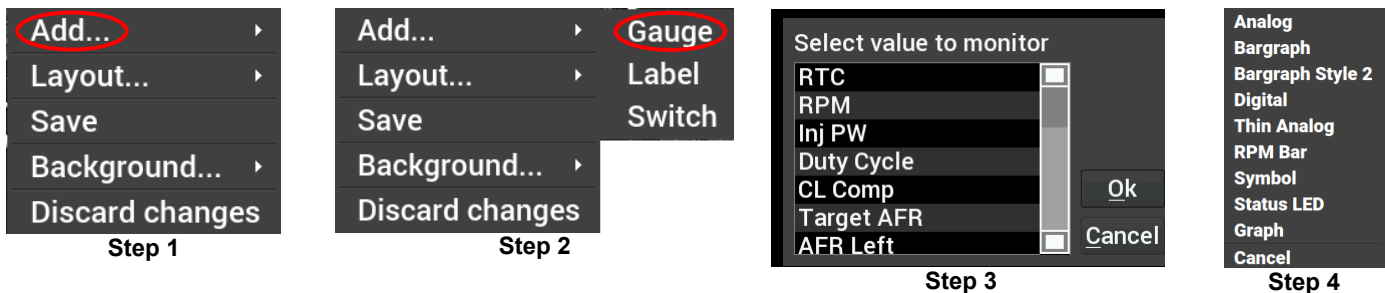 Add...
Layout...
Save
Background...
Discard changes
Step 1
Add...
Layout...
Save
Background...
Discard changes
Gauge
Label
Switch
Step 2
Select value to monitor
RTC
RPM
Inj PW
Duty Cycle
CL Comp
Target AFR
AFR Left
Ok
Cancel
Step 3
Analog
Bargraph
Bargraph Style 2
Digital
Thin Analog
RPM Bar
Symbol
Status LED
Graph
Cancel
Step 4